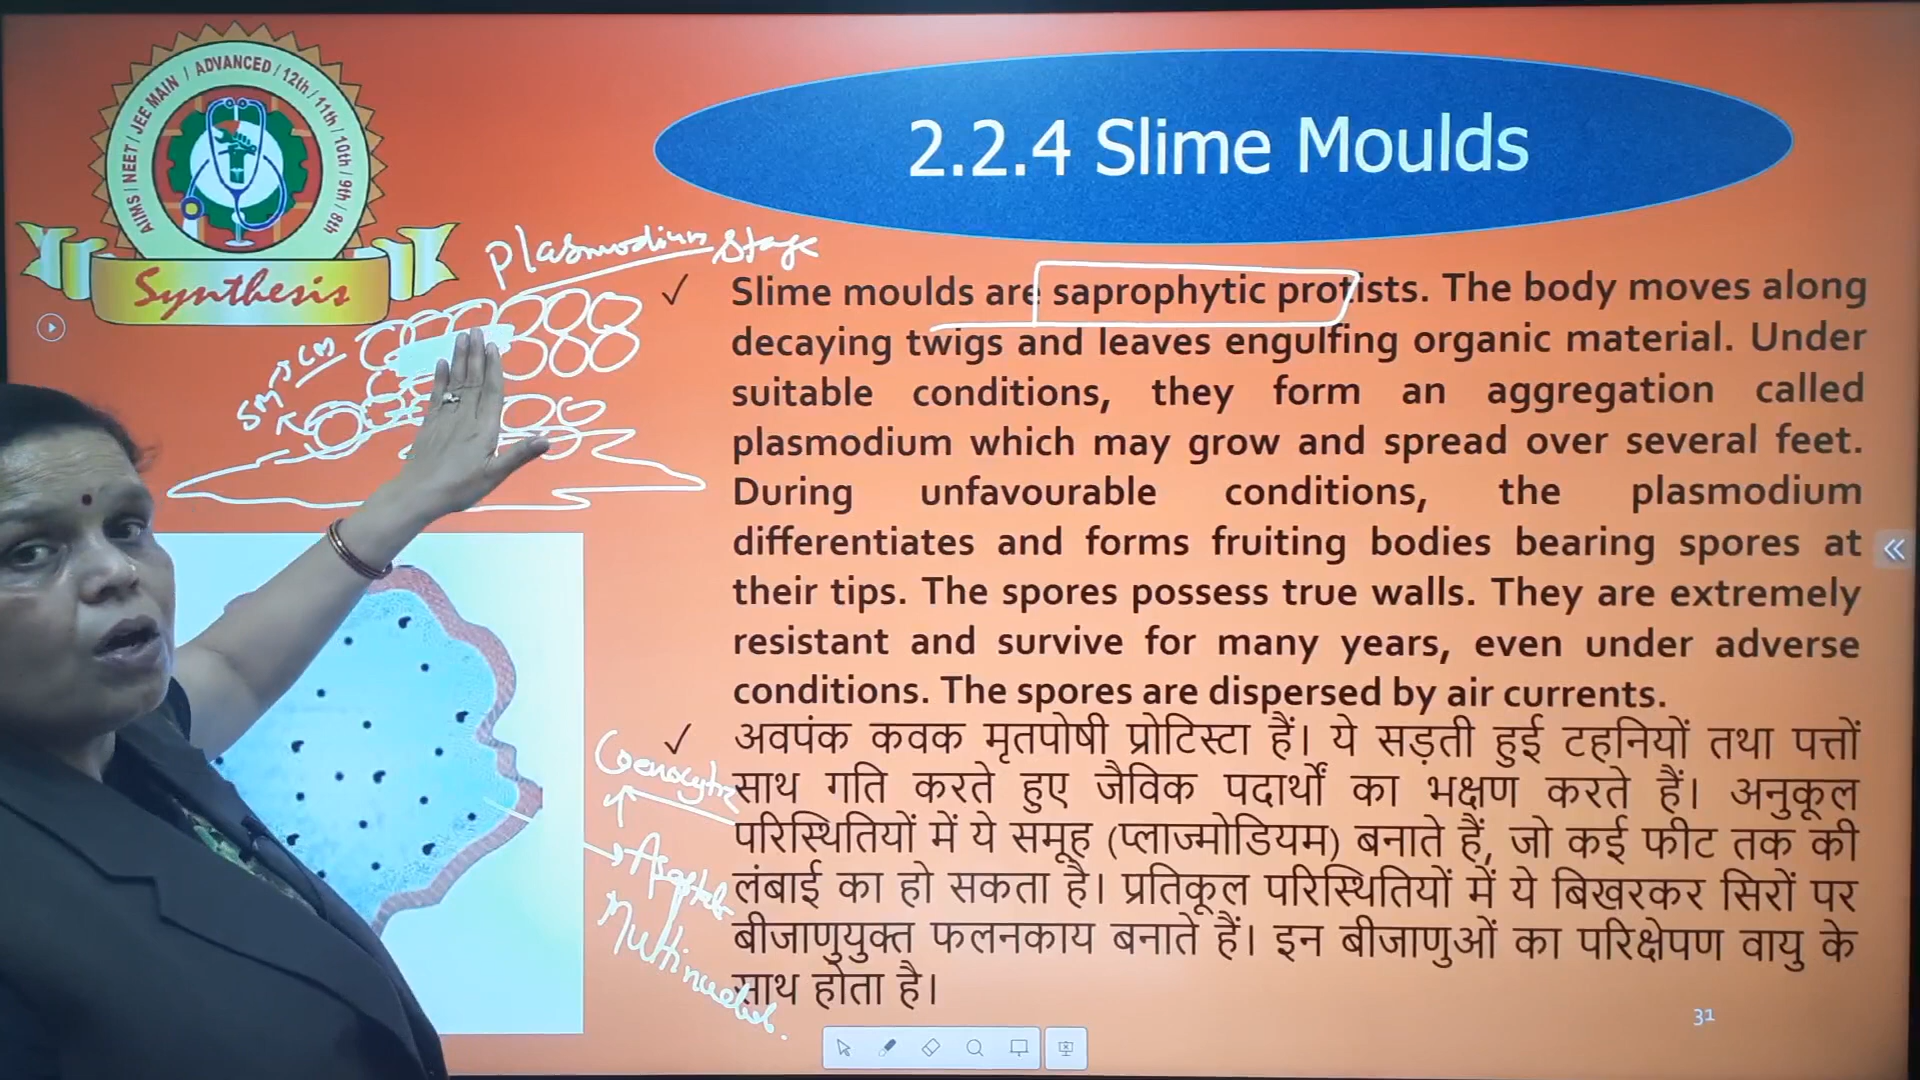 AIIMS / NEET / JEE MAIN / ADVANCED / 12th / 11th / 10th / 9th / 8th
Synthesis
2.2.4 Slime Moulds
Plasmodium Stage
✓ Slime moulds are saprophytic protists. The body moves along
decaying twigs and leaves engulfing organic material. Under
suitable conditions, they form an aggregation called
plasmodium which may grow and spread over several feet.
During unfavourable conditions, the plasmodium
differentiates and forms fruiting bodies bearing spores at
their tips. The spores possess true walls. They are extremely
resistant and survive for many years, even under adverse
conditions. The spores are dispersed by air currents.
✓ अवपंक कवक मृतपोषी प्रोटिस्टा हैं। ये सड़ती हुई टहनियों तथा पत्तों
साथ गति करते हुए जैविक पदार्थों का भक्षण करते हैं। अनुकूल
परिस्थितियों में ये समूह (प्लाज्मोडियम) बनाते हैं, जो कई फीट तक की
लंबाई का हो सकता है। प्रतिकूल परिस्थितियों में ये बिखरकर सिरों पर
बीजाणुयुक्त फलनकाय बनाते हैं। इन बीजाणुओं का परिक्षेपण वायु के
साथ होता है।
SM
CM
31